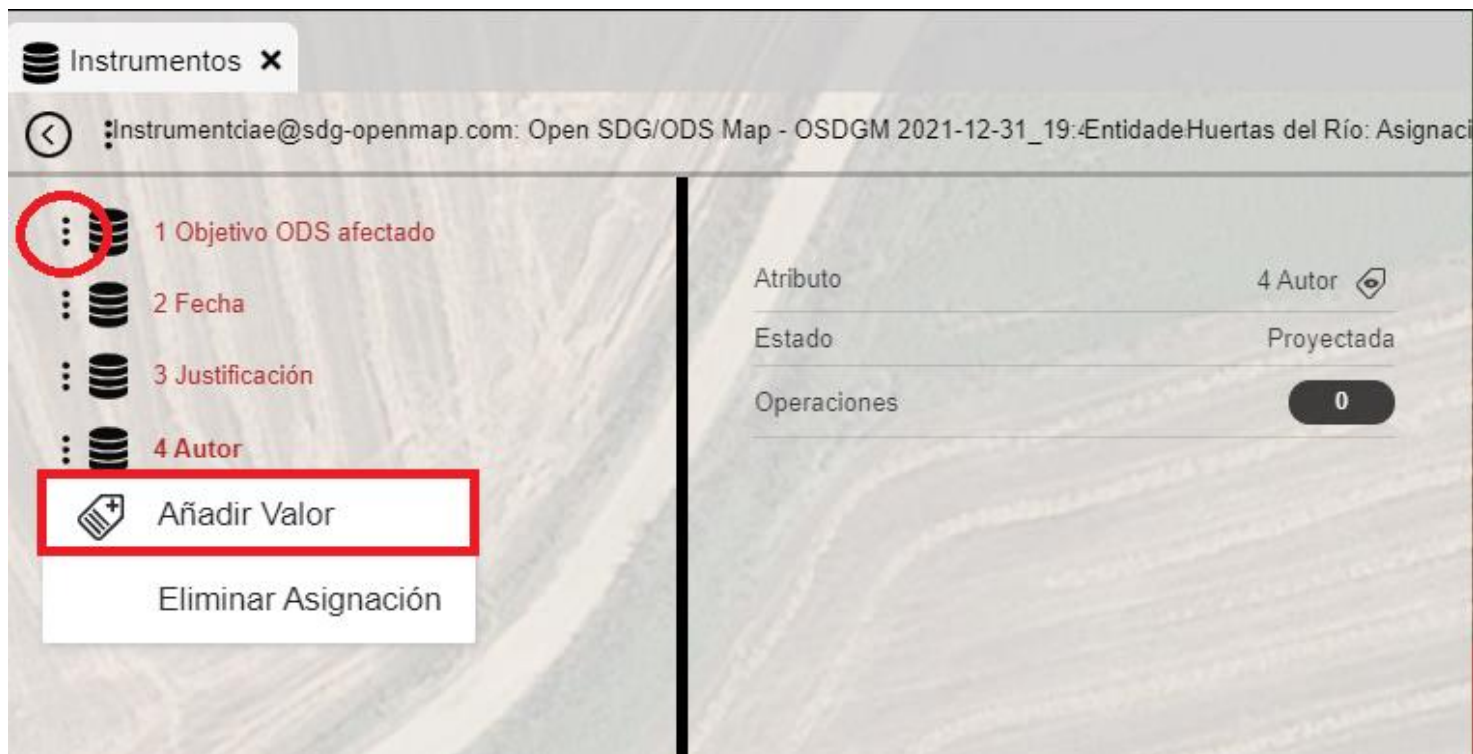 Instrumentos
Instrumentciae@sdg-openmap.com: Open SDG/ODS Map - OSDGM 2021-12-31_19:4EntidadeHuertas del Río: Asignaci
1 Objetivo ODS afectado
2 Fecha
3 Justificación
4 Autor
Añadir Valor
Eliminar Asignación
Atributo 4 Autor
Estado Proyectada
Operaciones 0